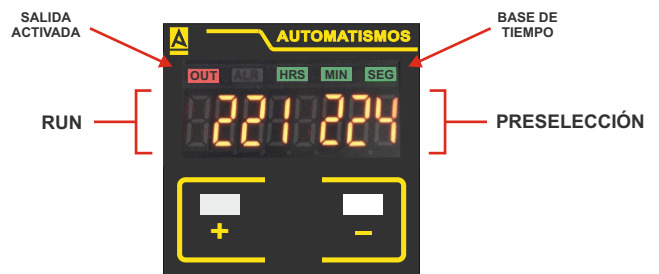 SALIDA
ACTIVADA
BASE DE
TIEMPO
A AUTOMATISMOS
OUT ALR HRS MIN SEG
RUN
221 224
PRESELECCIÓN
+ −